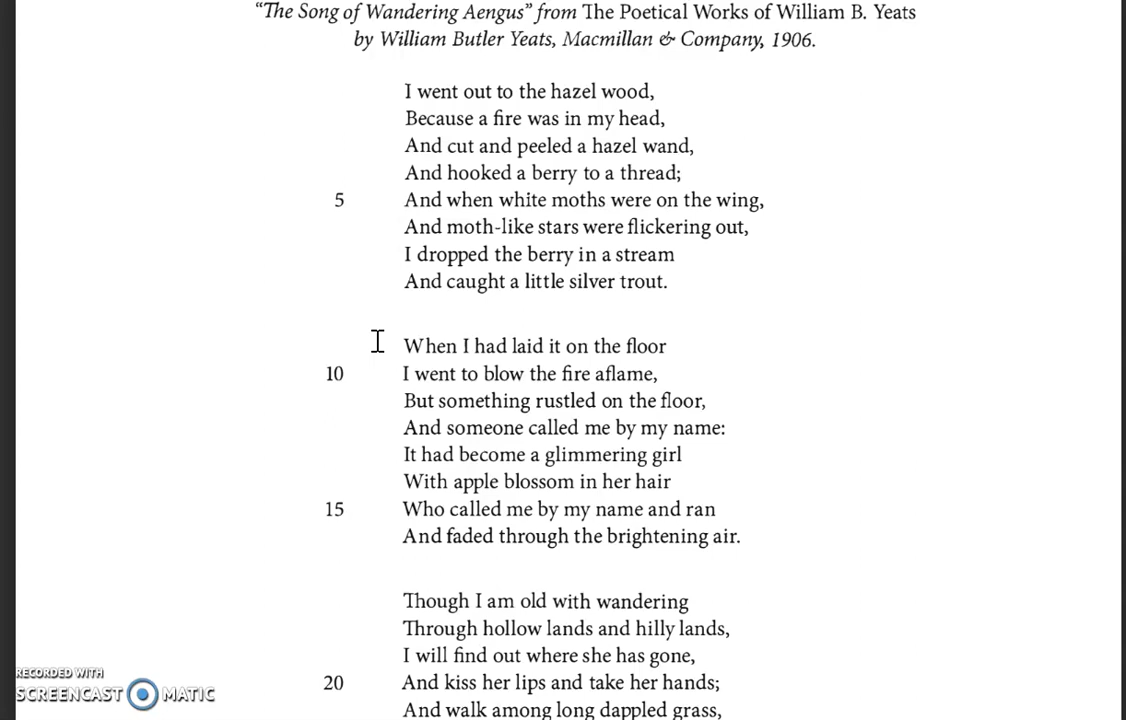 “The Song of Wandering Aengus” from The Poetical Works of William B. Yeats
by William Butler Yeats, Macmillan & Company, 1906.
I went out to the hazel wood,
Because a fire was in my head,
And cut and peeled a hazel wand,
And hooked a berry to a thread;
5 And when white moths were on the wing,
And moth-like stars were flickering out,
I dropped the berry in a stream
And caught a little silver trout.
When I had laid it on the floor
10 I went to blow the fire aflame,
But something rustled on the floor,
And someone called me by my name:
It had become a glimmering girl
With apple blossom in her hair
15 Who called me by my name and ran
And faded through the brightening air.
Though I am old with wandering
Through hollow lands and hilly lands,
I will find out where she has gone,
20 And kiss her lips and take her hands;
And walk among long dappled grass,
RECORDED WITH
SCREENCAST MATIC